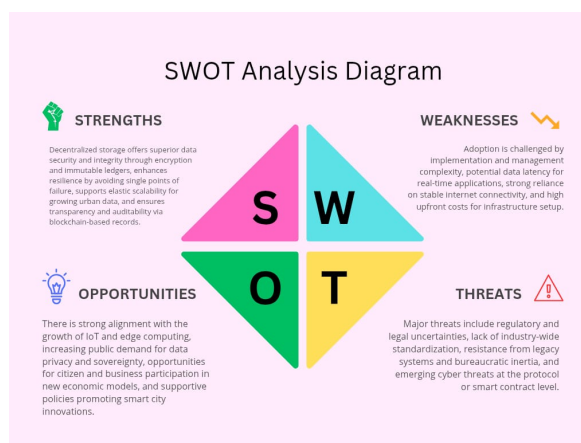 SWOT Analysis Diagram
STRENGTHS
Decentralized storage offers superior data
security and integrity through encryption
and immutable ledgers, enhances
resilience by avoiding single points of
failure, supports elastic scalability for
growing urban data, and ensures
transparency and auditability via
blockchain-based records.
WEAKNESSES
Adoption is challenged by
implementation and management
complexity, potential data latency for
real-time applications, strong reliance
on stable internet connectivity, and high
upfront costs for infrastructure setup.
S
W
O
T
OPPORTUNITIES
There is strong alignment with the
growth of IoT and edge computing,
increasing public demand for data
privacy and sovereignty, opportunities
for citizen and business participation in
new economic models, and supportive
policies promoting smart city
innovations.
THREATS
Major threats include regulatory and
legal uncertainties, lack of industry-wide
standardization, resistance from legacy
systems and bureaucratic inertia, and
emerging cyber threats at the protocol
or smart contract level.